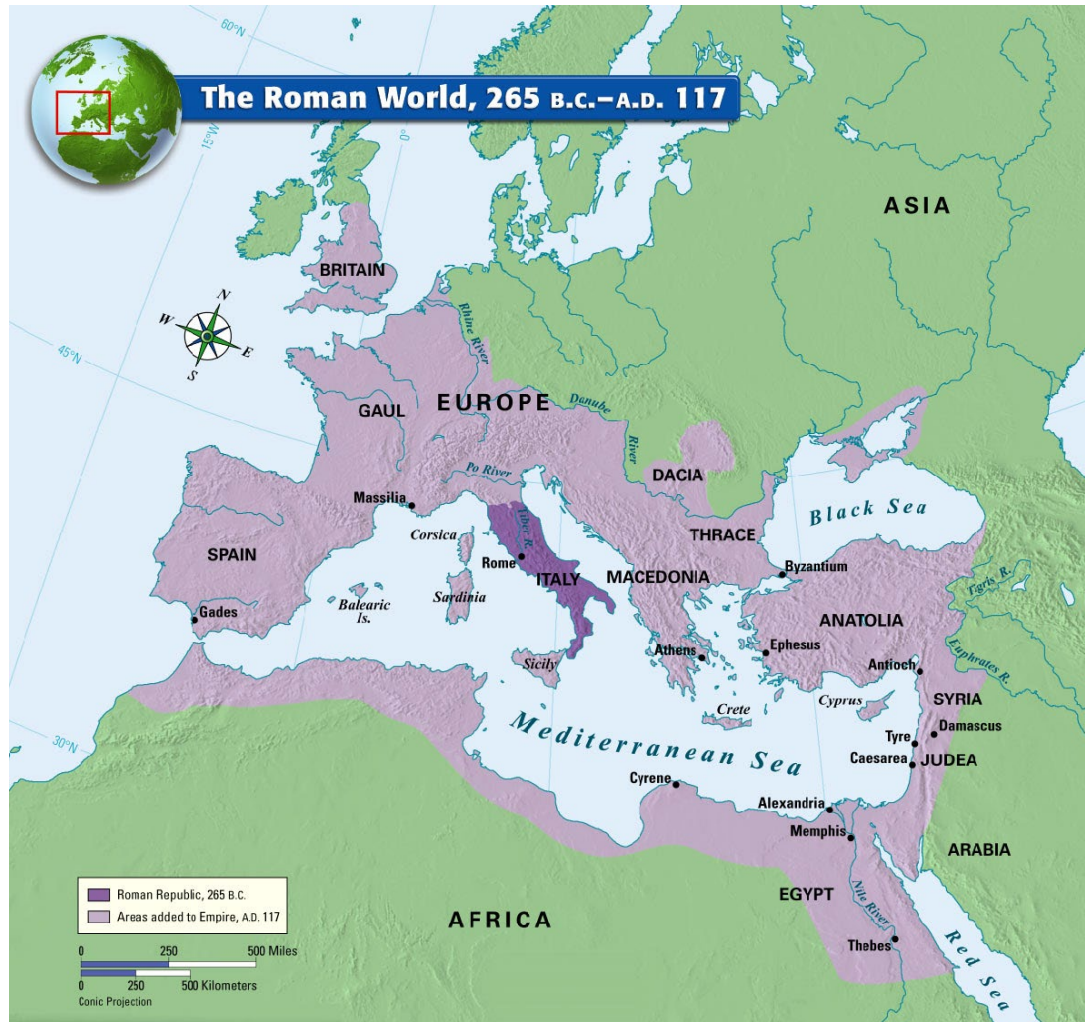 The Roman World, 265 B.C.–A.D. 117
60°N
15°W
0°
45°N
30°N
N
W
E
S
ASIA
BRITAIN
Rhine River
GAUL
EUROPE
Danube
River
Po River
DACIA
Massilia
Black Sea
Corsica
Tiber R.
THRACE
SPAIN
Rome
ITALY
MACEDONIA
Byzantium
Tigris R.
Balearic
Is.
Sardinia
Gades
ANATOLIA
Ephesus
Athens
Euphrates R.
Antioch
Sicily
SYRIA
Cyprus
Crete
Damascus
Mediterranean Sea
Tyre
Caesarea
JUDEA
Cyrene
Alexandria
Memphis
ARABIA
EGYPT
Nile River
AFRICA
Thebes
Red Sea
Roman Republic, 265 B.C.
Areas added to Empire, A.D. 117
0 250 500 Miles
0 250 500 Kilometers
Conic Projection